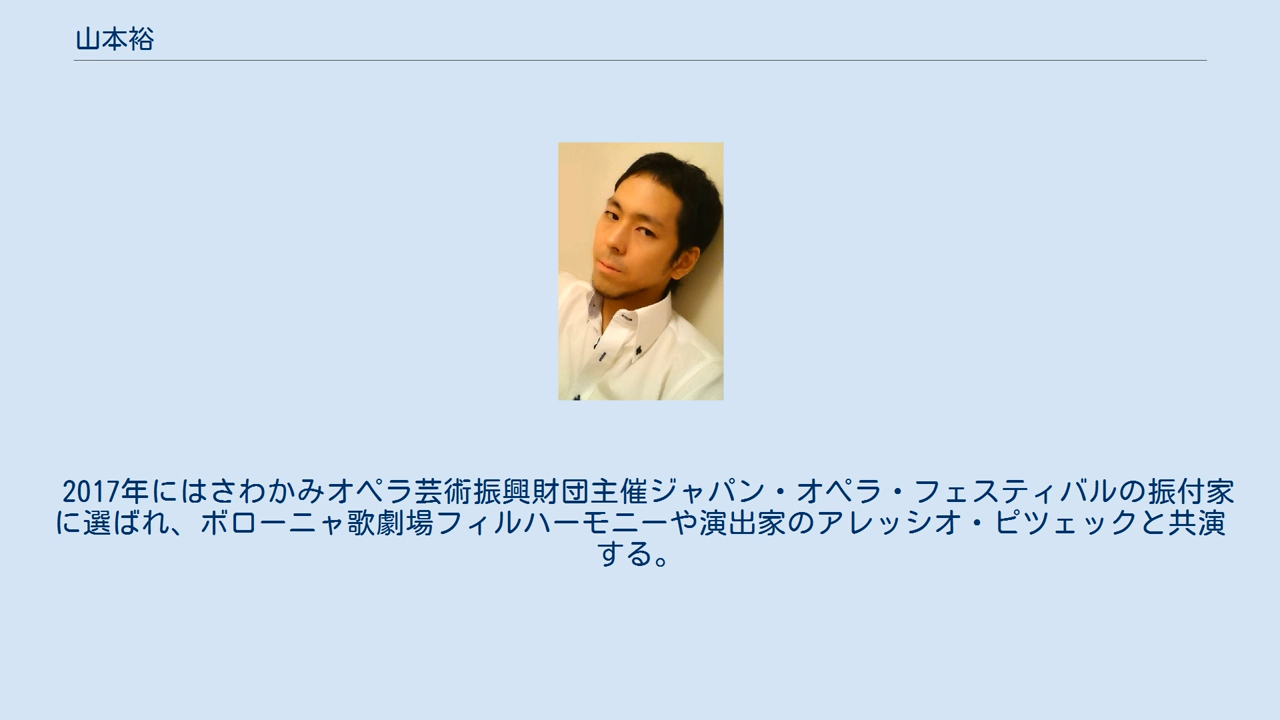 山本裕
2017年にはさわかみオペラ芸術振興財団主催ジャパン・オペラ・フェスティバルの振付家
に選ばれ、ボローニャ歌劇場フィルハーモニーや演出家のアレッシオ・ピツェックと共演
する。